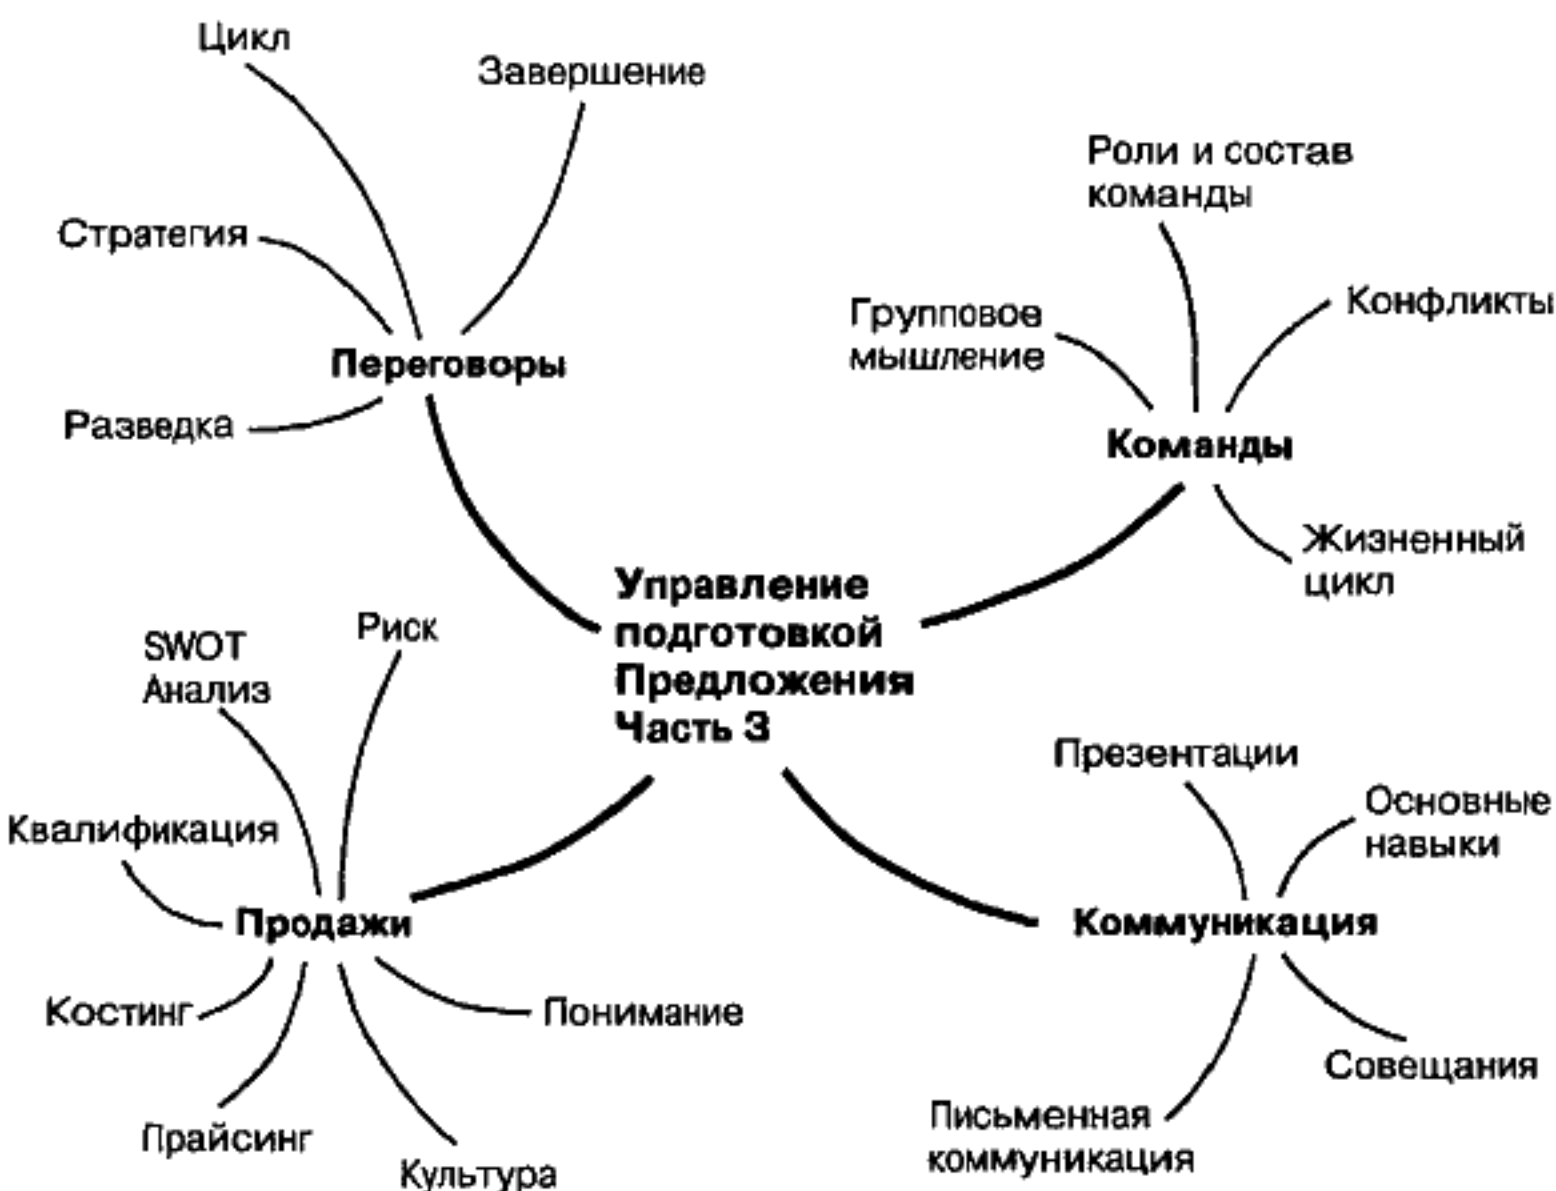 Цикл
Завершение
Стратегия
Переговоры
Разведка
Роли и состав
команды
Групповое
мышление
Конфликты
Команды
Жизненный
цикл
Управление
подготовкой
Предложения
Часть 3
SWOT
Анализ
Риск
Квалификация
Продажи
Костинг
Понимание
Прайсинг
Культура
Презентации
Основные
навыки
Коммуникация
Совещания
Письменная
коммуникация